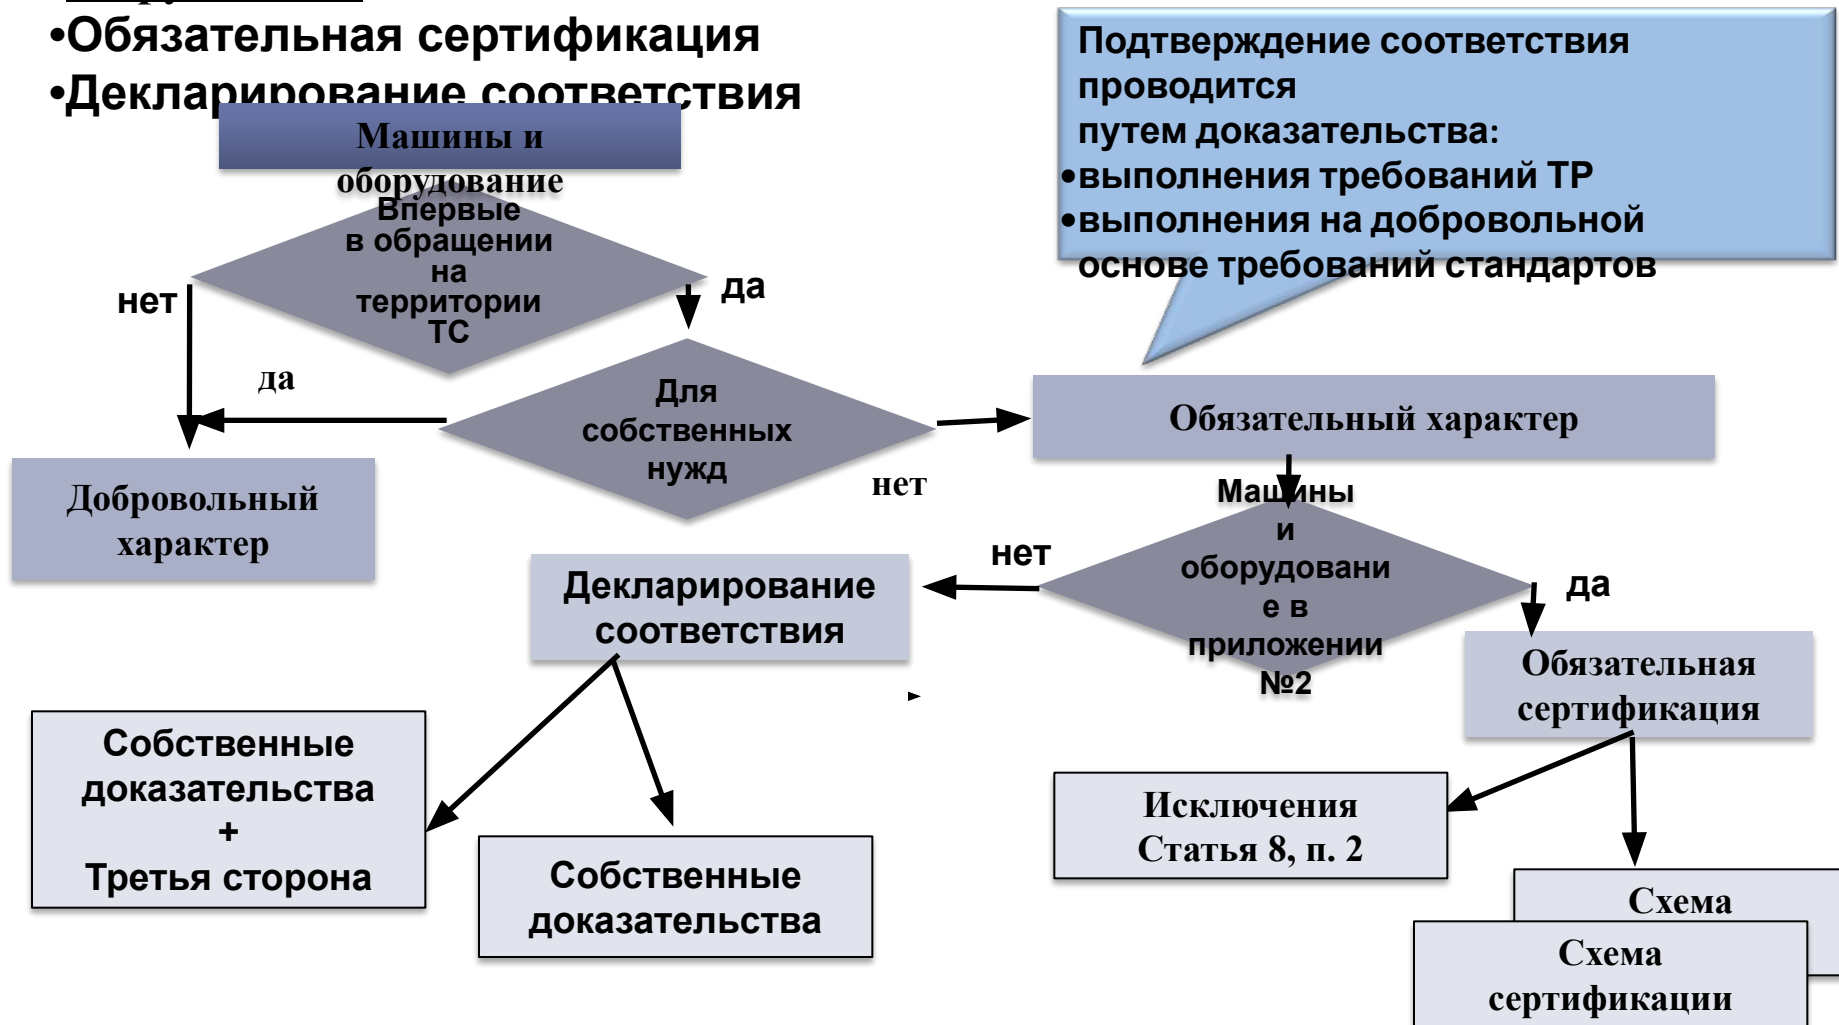 •Обязательная сертификация
•Декларирование соответствия
Подтверждение соответствия
проводится
путем доказательства:
•выполнения требований ТР
•выполнения на добровольной
основе требований стандартов
Машины и
оборудование
Впервые
в обращении
на
территории
ТС
нет
да
да
Для
собственных
нужд
нет
Обязательный характер
Добровольный
характер
Машины
и
оборудовани
е в
приложении
№2
нет
да
Декларирование
соответствия
Обязательная
сертификация
Собственные
доказательства
+
Третья сторона
Собственные
доказательства
Исключения
Статья 8, п. 2
Схема
Схема
сертификации